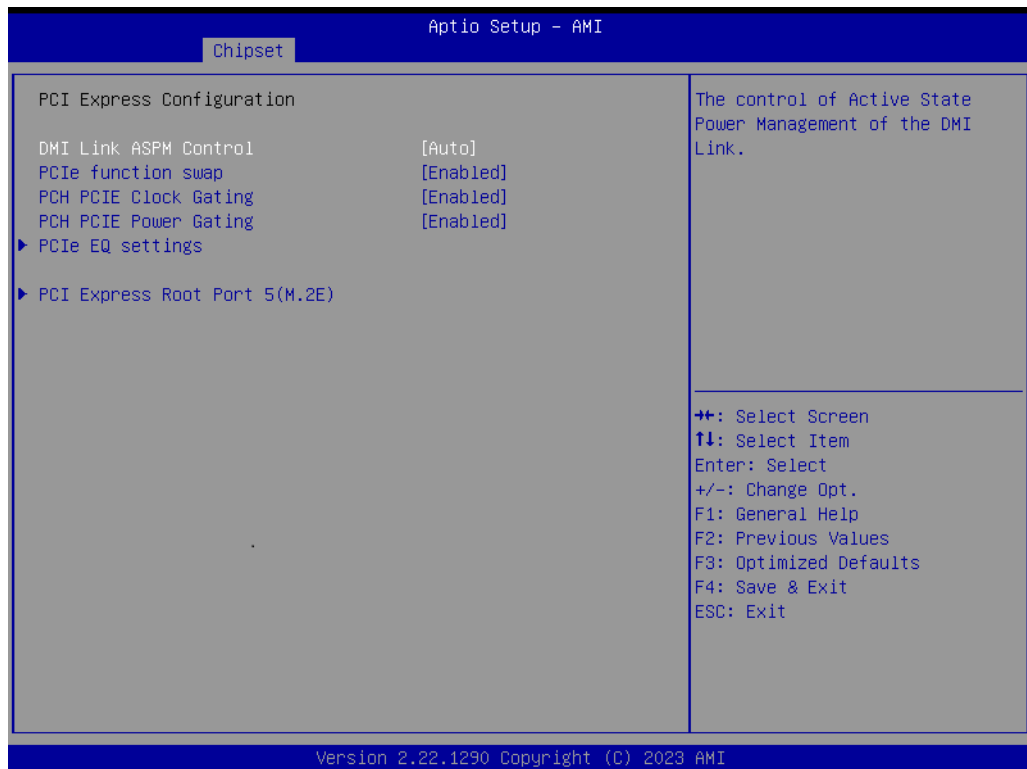 Aptio Setup – AMI
Chipset
PCI Express Configuration
DMI Link ASPM Control [Auto]
PCIe function swap [Enabled]
PCH PCIE Clock Gating [Enabled]
PCH PCIE Power Gating [Enabled]
▶ PCIe EQ settings
▶ PCI Express Root Port 5(M.2E)
The control of Active State
Power Management of the DMI
Link.
→←: Select Screen
↑↓: Select Item
Enter: Select
+/-: Change Opt.
F1: General Help
F2: Previous Values
F3: Optimized Defaults
F4: Save & Exit
ESC: Exit
Version 2.22.1290 Copyright (C) 2023 AMI